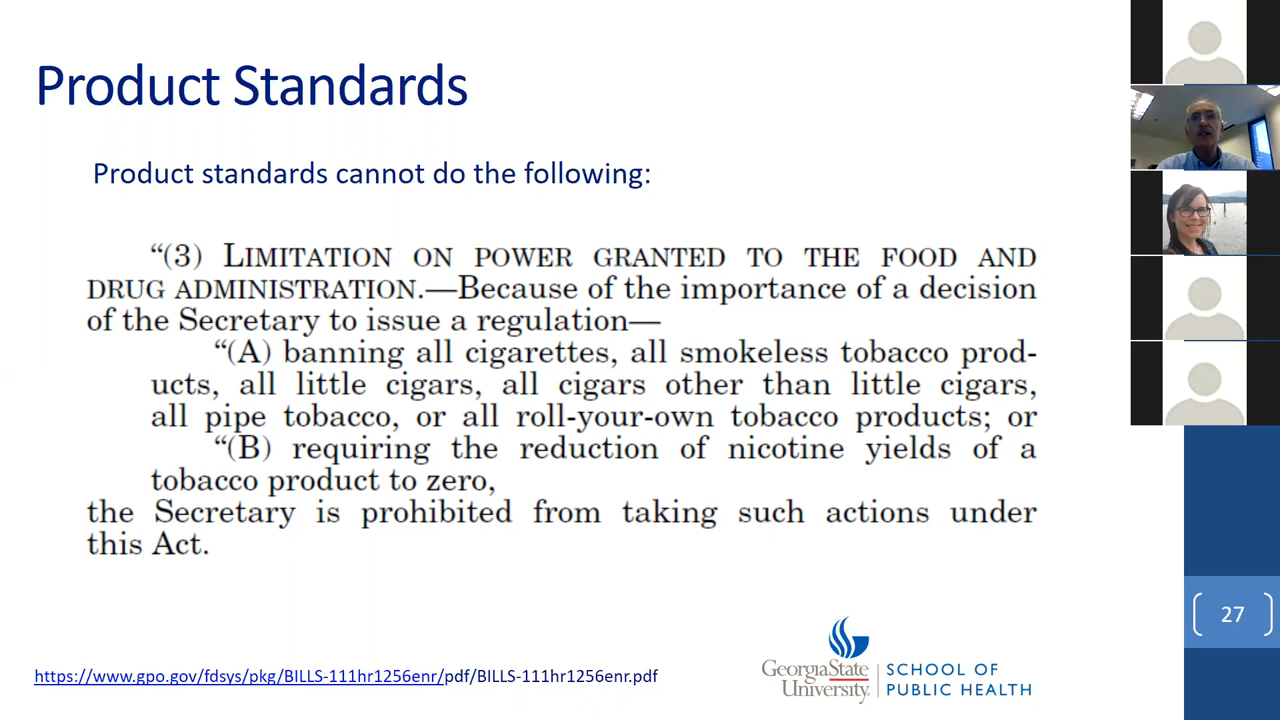 Product Standards
Product standards cannot do the following:
“(3) LIMITATION ON POWER GRANTED TO THE FOOD AND
DRUG ADMINISTRATION.—Because of the importance of a decision
of the Secretary to issue a regulation—
“(A) banning all cigarettes, all smokeless tobacco prod-
ucts, all little cigars, all cigars other than little cigars,
all pipe tobacco, or all roll-your-own tobacco products; or
“(B) requiring the reduction of nicotine yields of a
tobacco product to zero,
the Secretary is prohibited from taking such actions under
this Act.
27
https://www.gpo.gov/fdsys/pkg/BILLS-111hr1256enr/pdf/BILLS-111hr1256enr.pdf
GeorgiaState
University
SCHOOL OF
PUBLIC HEALTH